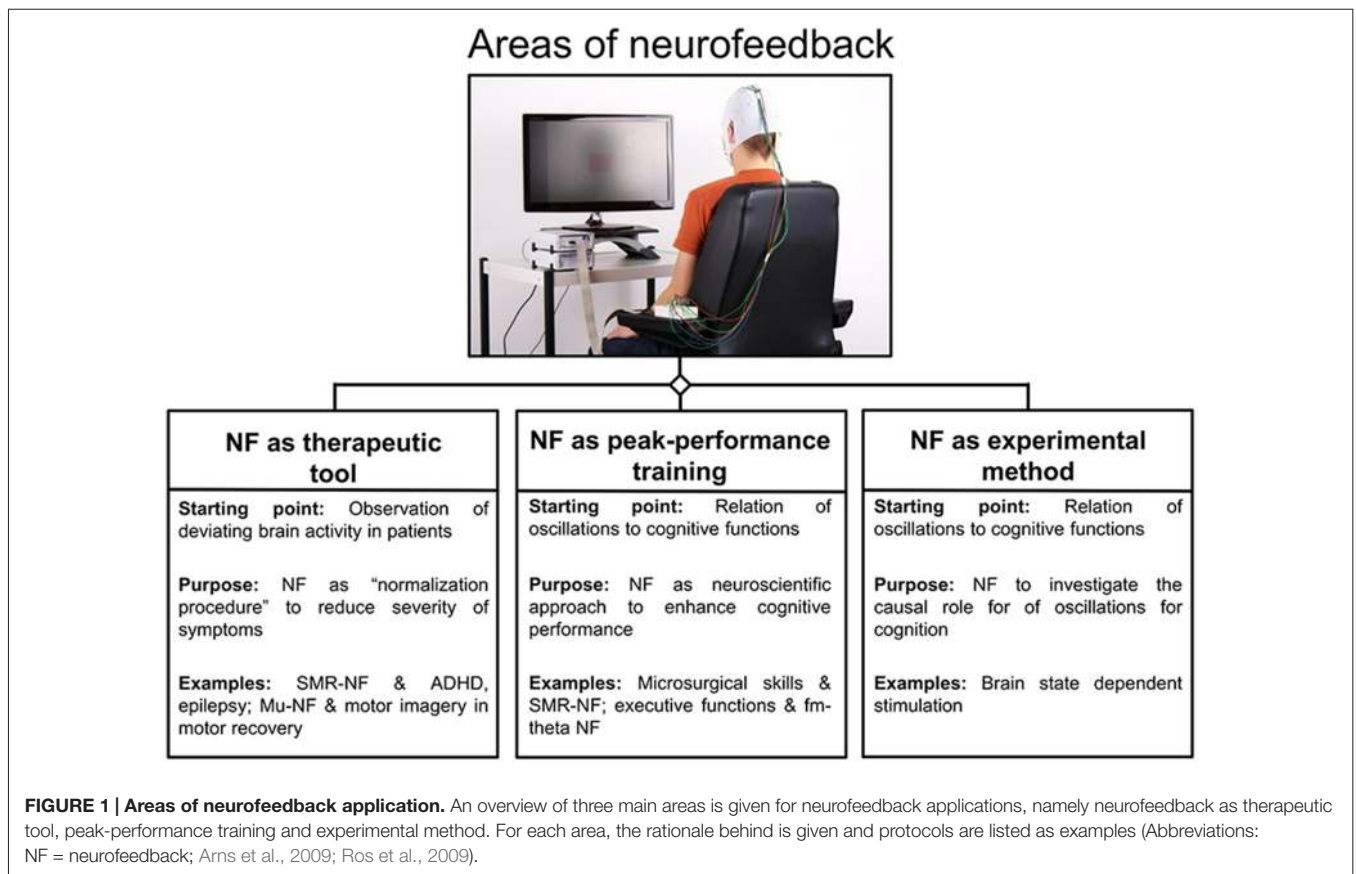 Areas of neurofeedback
NF as therapeutic
tool
Starting point: Observation of
deviating brain activity in patients
Purpose: NF as “normalization
procedure” to reduce severity of
symptoms
Examples: SMR-NF & ADHD,
epilepsy; Mu-NF & motor imagery in
motor recovery
NF as peak-performance
training
Starting point: Relation of
oscillations to cognitive functions
Purpose: NF as neuroscientific
approach to enhance cognitive
performance
Examples: Microsurgical skills &
SMR-NF; executive functions & fm-
theta NF
NF as experimental
method
Starting point: Relation of
oscillations to cognitive functions
Purpose: NF to investigate the
causal role for of oscillations for
cognition
Examples: Brain state dependent
stimulation
FIGURE 1 | Areas of neurofeedback application. An overview of three main areas is given for neurofeedback applications, namely neurofeedback as therapeutic
tool, peak-performance training and experimental method. For each area, the rationale behind is given and protocols are listed as examples (Abbreviations:
NF = neurofeedback; Arns et al., 2009; Ros et al., 2009).